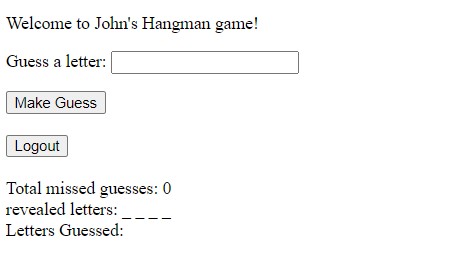 Welcome to John's Hangman game!
Guess a letter:
Make Guess
Logout
Total missed guesses: 0
revealed letters: _ _ _ _
Letters Guessed: